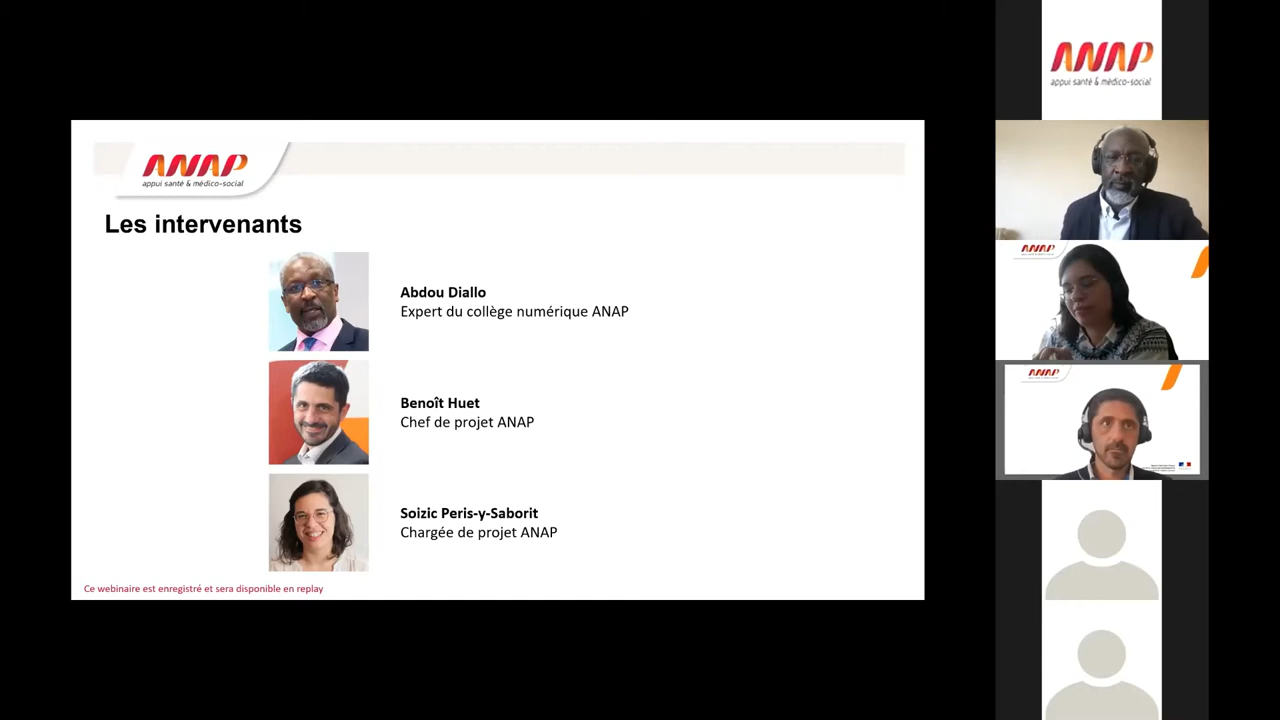 ANAP
appui santé & médico-social
Les intervenants
Abdou Diallo
Expert du collège numérique ANAP
Benoît Huet
Chef de projet ANAP
Soizic Peris-y-Saborit
Chargée de projet ANAP
Ce webinaire est enregistré et sera disponible en replay
ANAP
appui santé & médico-social
ANAP
ANAP